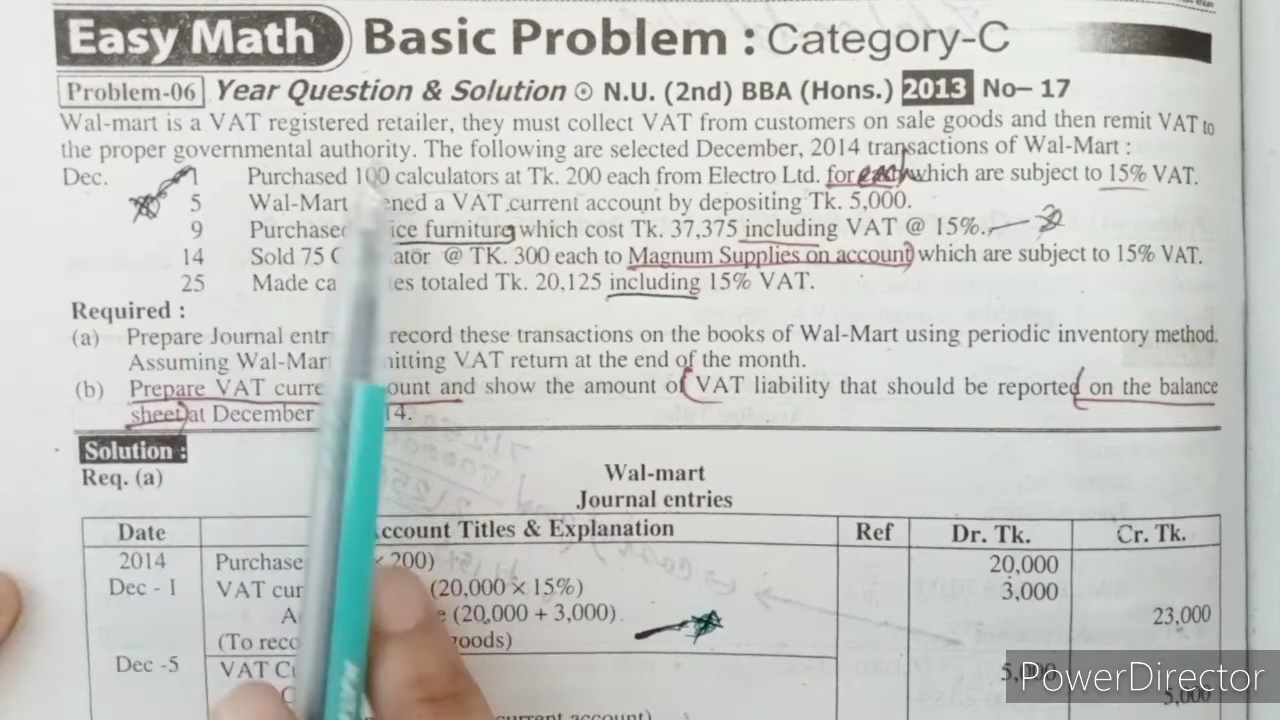 Easy Math Basic Problem : Category-C
Problem-06 Year Question & Solution ⊙ N.U. (2nd) BBA (Hons.) 2013 No– 17
Wal-mart is a VAT registered retailer, they must collect VAT from customers on sale goods and then remit VAT to
the proper governmental authority. The following are selected December, 2014 transactions of Wal-Mart :
Dec. 1 Purchased 100 calculators at Tk. 200 each from Electro Ltd. for cash which are subject to 15% VAT.
5 Wal-Mart ened a VAT current account by depositing Tk. 5,000.
9 Purchased ice furniture which cost Tk. 37,375 including VAT @ 15%.
14 Sold 75 C ator @ TK. 300 each to Magnum Supplies on account which are subject to 15% VAT.
25 Made ca es totaled Tk. 20,125 including 15% VAT.
Required :
(a) Prepare Journal entr record these transactions on the books of Wal-Mart using periodic inventory method.
Assuming Wal-Mar itting VAT return at the end of the month.
(b) Prepare VAT curre ount and show the amount of VAT liability that should be reported on the balance
sheet at December 14.
Solution :
Req. (a) Wal-mart
Journal entries
Date ccount Titles & Explanation Ref Dr. Tk. Cr. Tk.
2014 Purchase 200) 20,000
Dec - 1 VAT cur (20,000 × 15%) 3,000
A e (20,000 + 3,000) 23,000
(To reco goods)
Dec -5 VAT C 5,000
C 5,000
current account)
PowerDirector